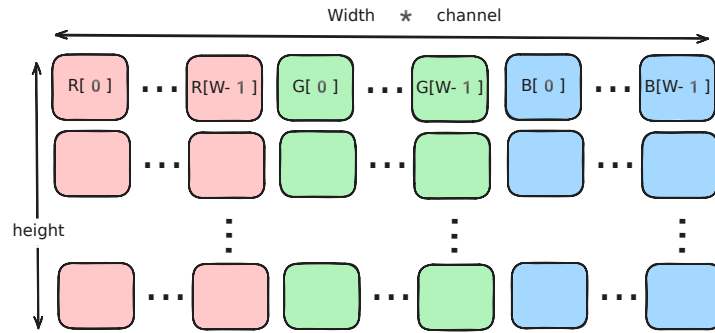 Width * channel
R[ 0 ] ... R[W- 1 ] G[ 0 ] ... G[W- 1 ] B[ 0 ] ... B[W- 1 ]
height